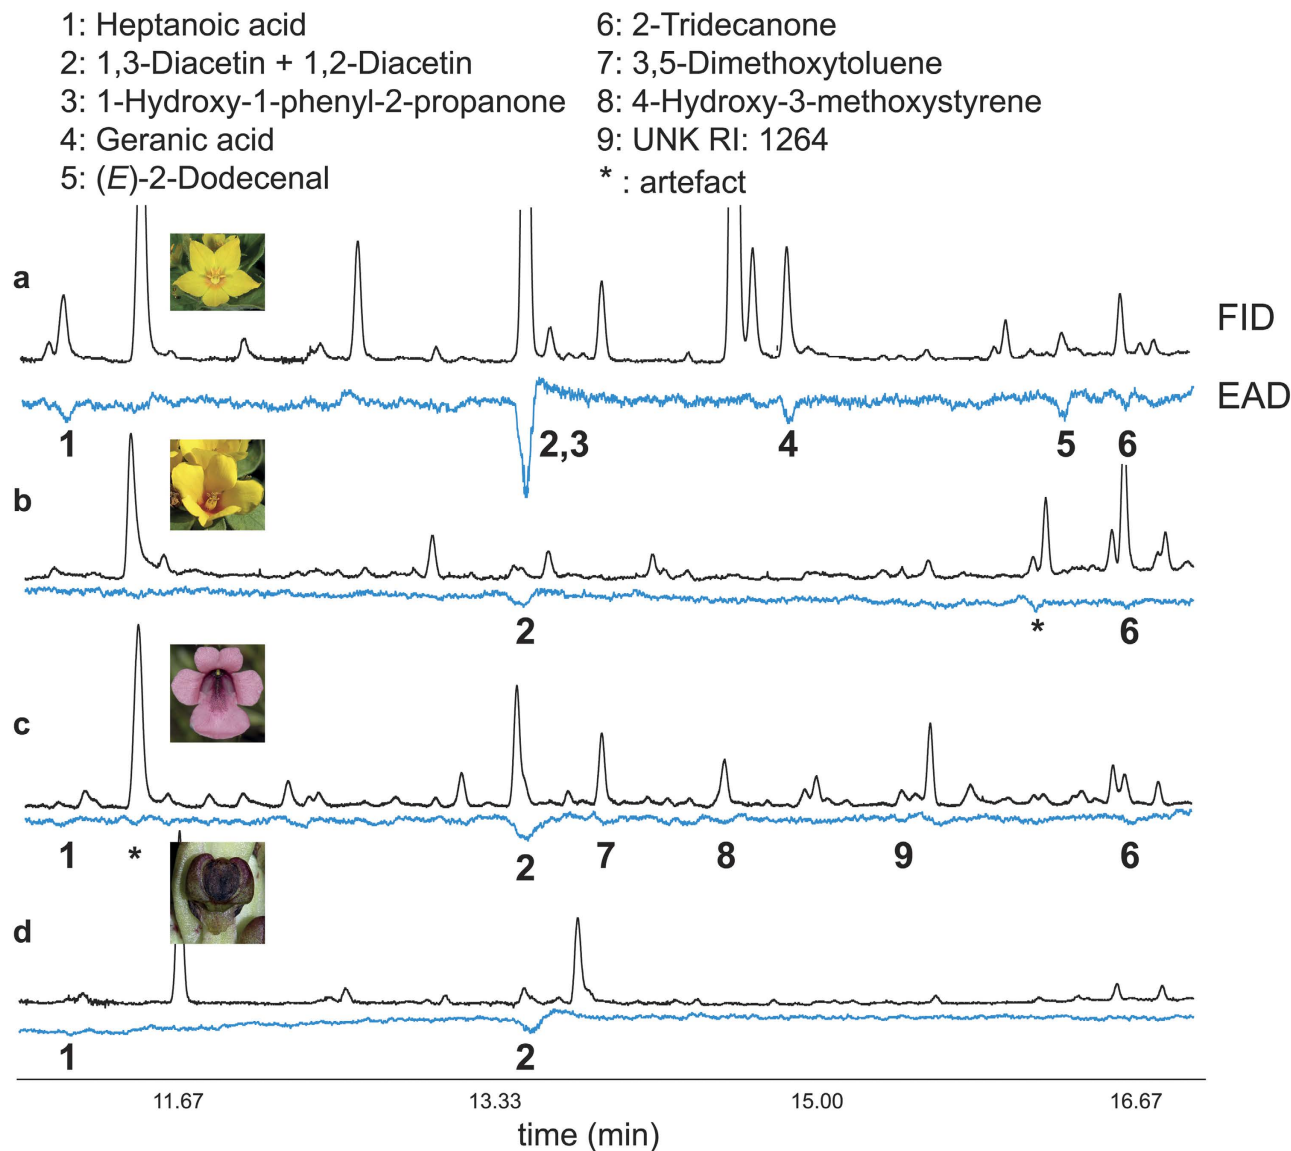 1: Heptanoic acid
2: 1,3-Diacetin + 1,2-Diacetin
3: 1-Hydroxy-1-phenyl-2-propanone
4: Geranic acid
5: (E)-2-Dodecenal
6: 2-Tridecanone
7: 3,5-Dimethoxytoluene
8: 4-Hydroxy-3-methoxystyrene
9: UNK RI: 1264
* : artefact
a
FID
EAD
1 2,3 4 5 6
b
2 * 6
c
1 * 2 7 8 9 6
d
1 2
11.67 13.33 15.00 16.67
time (min)